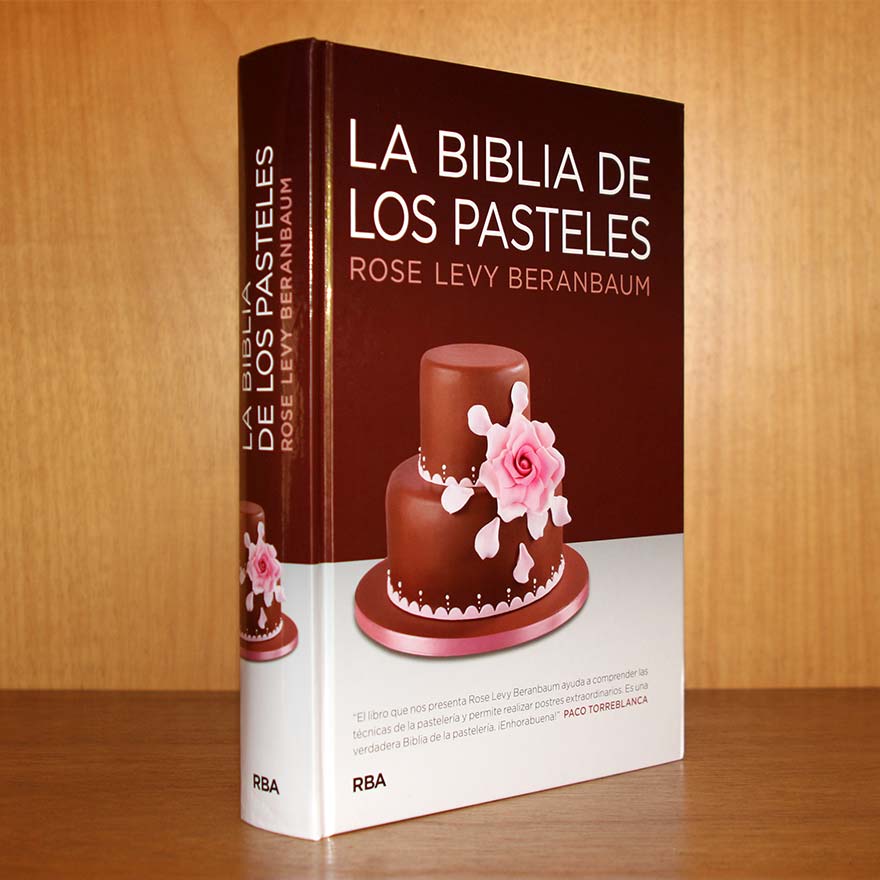 LA BIBLIA
DE LOS PASTELES
ROSE LEVY BERANBAUM
RBA
LA BIBLIA DE
LOS PASTELES
ROSE LEVY BERANBAUM
"El libro que nos presenta Rose Levy Beranbaum ayuda a comprender las
técnicas de la pastelería y permite realizar postres extraordinarios. Es una
verdadera Biblia de la pastelería. ¡Enhorabuena!" PACO TORREBLANCA
RBA